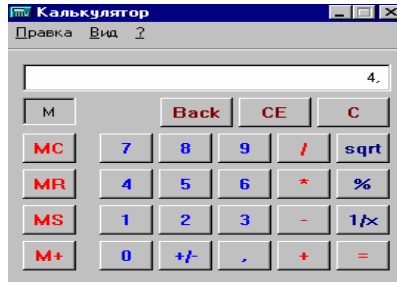 Калькулятор
Правка Вид ?
4,
M Back CE C
MC 7 8 9 / sqrt
MR 4 5 6 * %
MS 1 2 3 - 1/x
M+ 0 +/- , + =